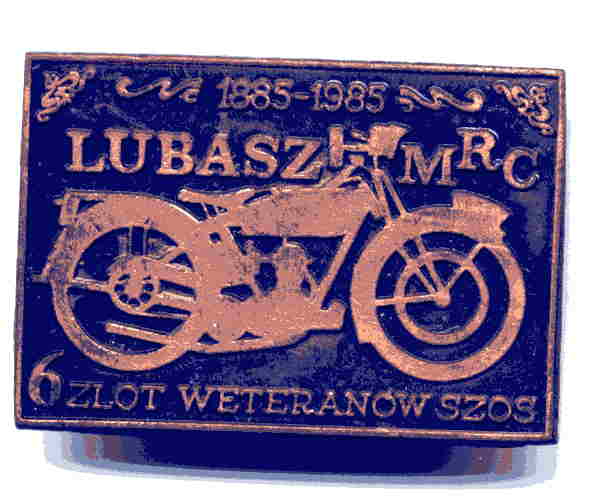 1885-1985
LUBASZ MRC
6 ZLOT WETERANÓW SZOS